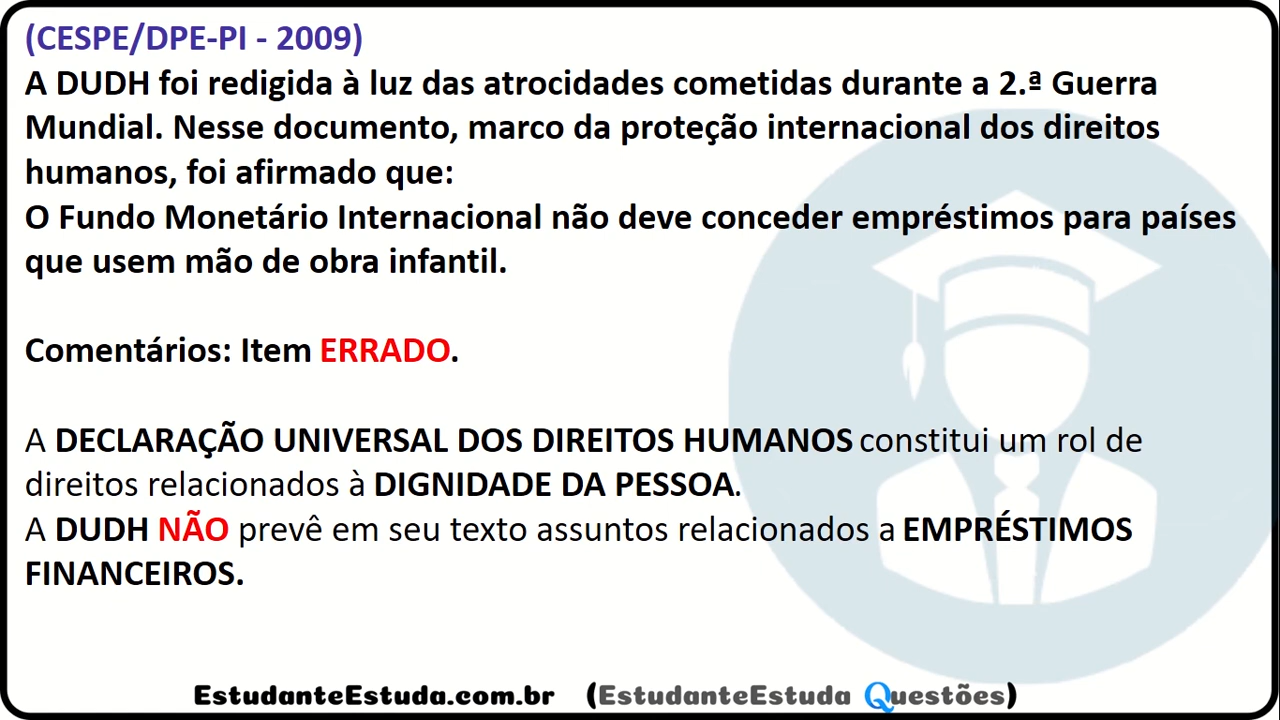 (CESPE/DPE-PI - 2009)
A DUDH foi redigida à luz das atrocidades cometidas durante a 2.ª Guerra
Mundial. Nesse documento, marco da proteção internacional dos direitos
humanos, foi afirmado que:
O Fundo Monetário Internacional não deve conceder empréstimos para países
que usem mão de obra infantil.
Comentários: Item ERRADO.
A DECLARAÇÃO UNIVERSAL DOS DIREITOS HUMANOS constitui um rol de
direitos relacionados à DIGNIDADE DA PESSOA.
A DUDH NÃO prevê em seu texto assuntos relacionados a EMPRÉSTIMOS
FINANCEIROS.
EstudanteEstuda.com.br (EstudanteEstuda Questões)